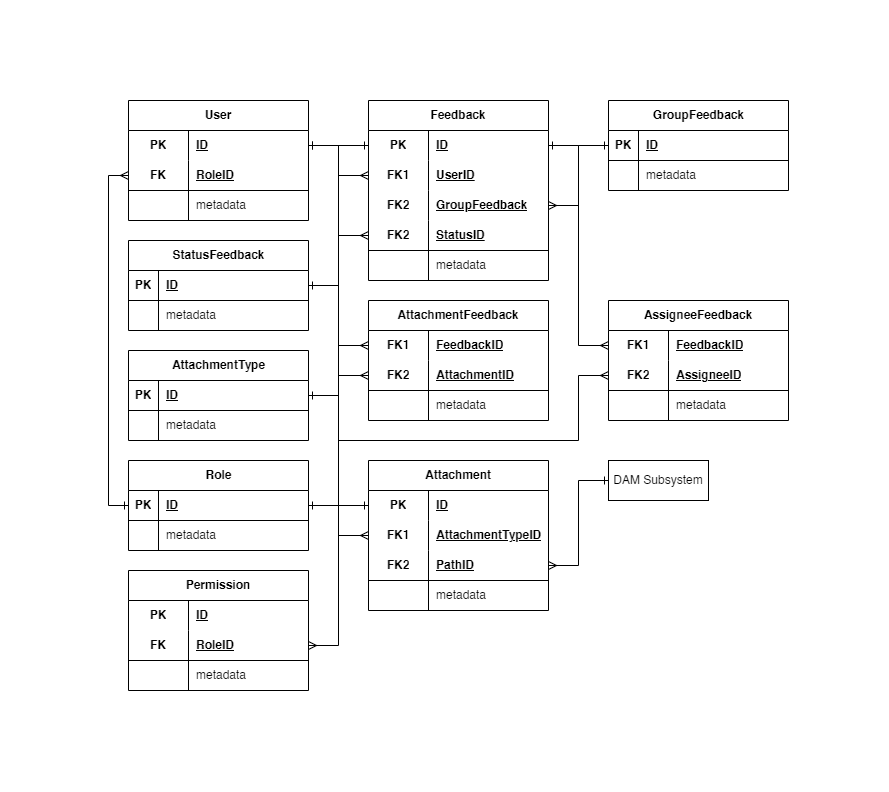 User
PK ID
FK RoleID
metadata
StatusFeedback
PK ID
metadata
AttachmentType
PK ID
metadata
Role
PK ID
metadata
Permission
PK ID
FK RoleID
metadata
Feedback
PK ID
FK1 UserID
FK2 GroupFeedback
FK2 StatusID
metadata
AttachmentFeedback
FK1 FeedbackID
FK2 AttachmentID
metadata
Attachment
PK ID
FK1 AttachmentTypeID
FK2 PathID
metadata
GroupFeedback
PK ID
metadata
AssigneeFeedback
FK1 FeedbackID
FK2 AssigneeID
metadata
DAM Subsystem